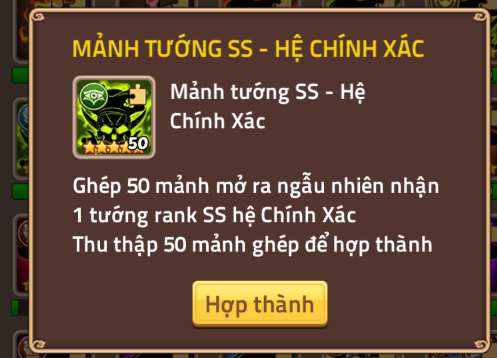 MẢNH TƯỚNG SS - HỆ CHÍNH XÁC
Mảnh tướng SS - Hệ
Chính Xác
50
Ghép 50 mảnh mở ra ngẫu nhiên nhận
1 tướng rank SS hệ Chính Xác
Thu thập 50 mảnh ghép để hợp thành
Hợp thành